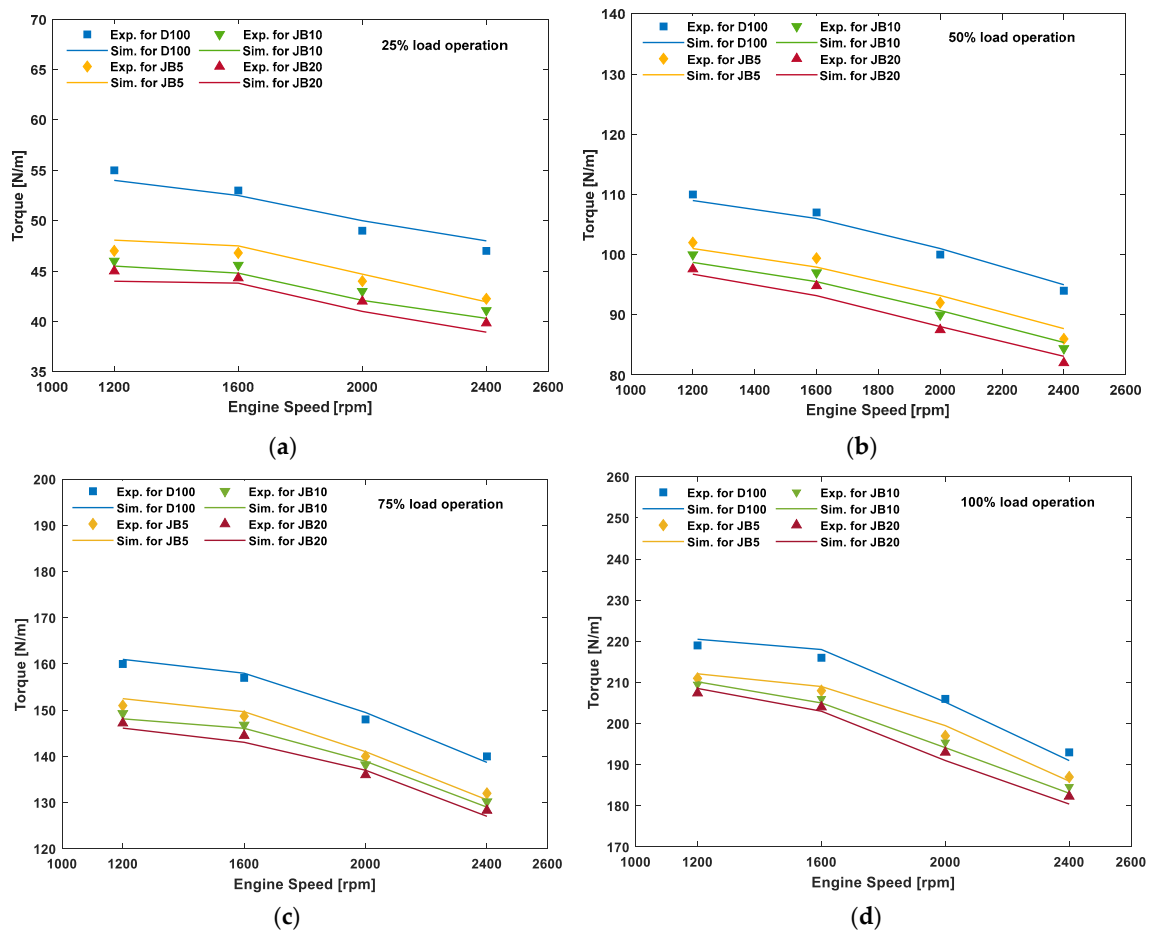 (a)
70
65
60
55
50
45
40
35
Torque [N/m]
Exp. for D100
Sim. for D100
Exp. for JB5
Sim. for JB5
Exp. for JB10
Sim. for JB10
Exp. for JB20
Sim. for JB20
25% load operation
1000 1200 1600 2000 2400 2600
Engine Speed [rpm]
140
130
120
110
100
90
80
Torque [N/m]
Exp. for D100
Sim. for D100
Exp. for JB5
Sim. for JB5
Exp. for JB10
Sim. for JB10
Exp. for JB20
Sim. for JB20
50% load operation
1000 1200 1400 1600 1800 2000 2200 2400 2600
Engine Speed [rpm]
(b)
200
190
180
170
160
150
140
130
120
Torque [N/m]
Exp. for D100
Sim. for D100
Exp. for JB5
Sim. for JB5
Exp. for JB10
Sim. for JB10
Exp. for JB20
Sim. for JB20
75% load operation
1000 1200 1600 2000 2400 2600
Engine Speed [rpm]
(c)
260
250
240
230
220
210
200
190
180
170
Torque [N/m]
Exp. for D100
Sim. for D100
Exp. for JB5
Sim. for JB5
Exp. for JB10
Sim. for JB10
Exp. for JB20
Sim. for JB20
100% load operation
1000 1200 1600 2000 2400 2600
Engine Speed [rpm]
(d)